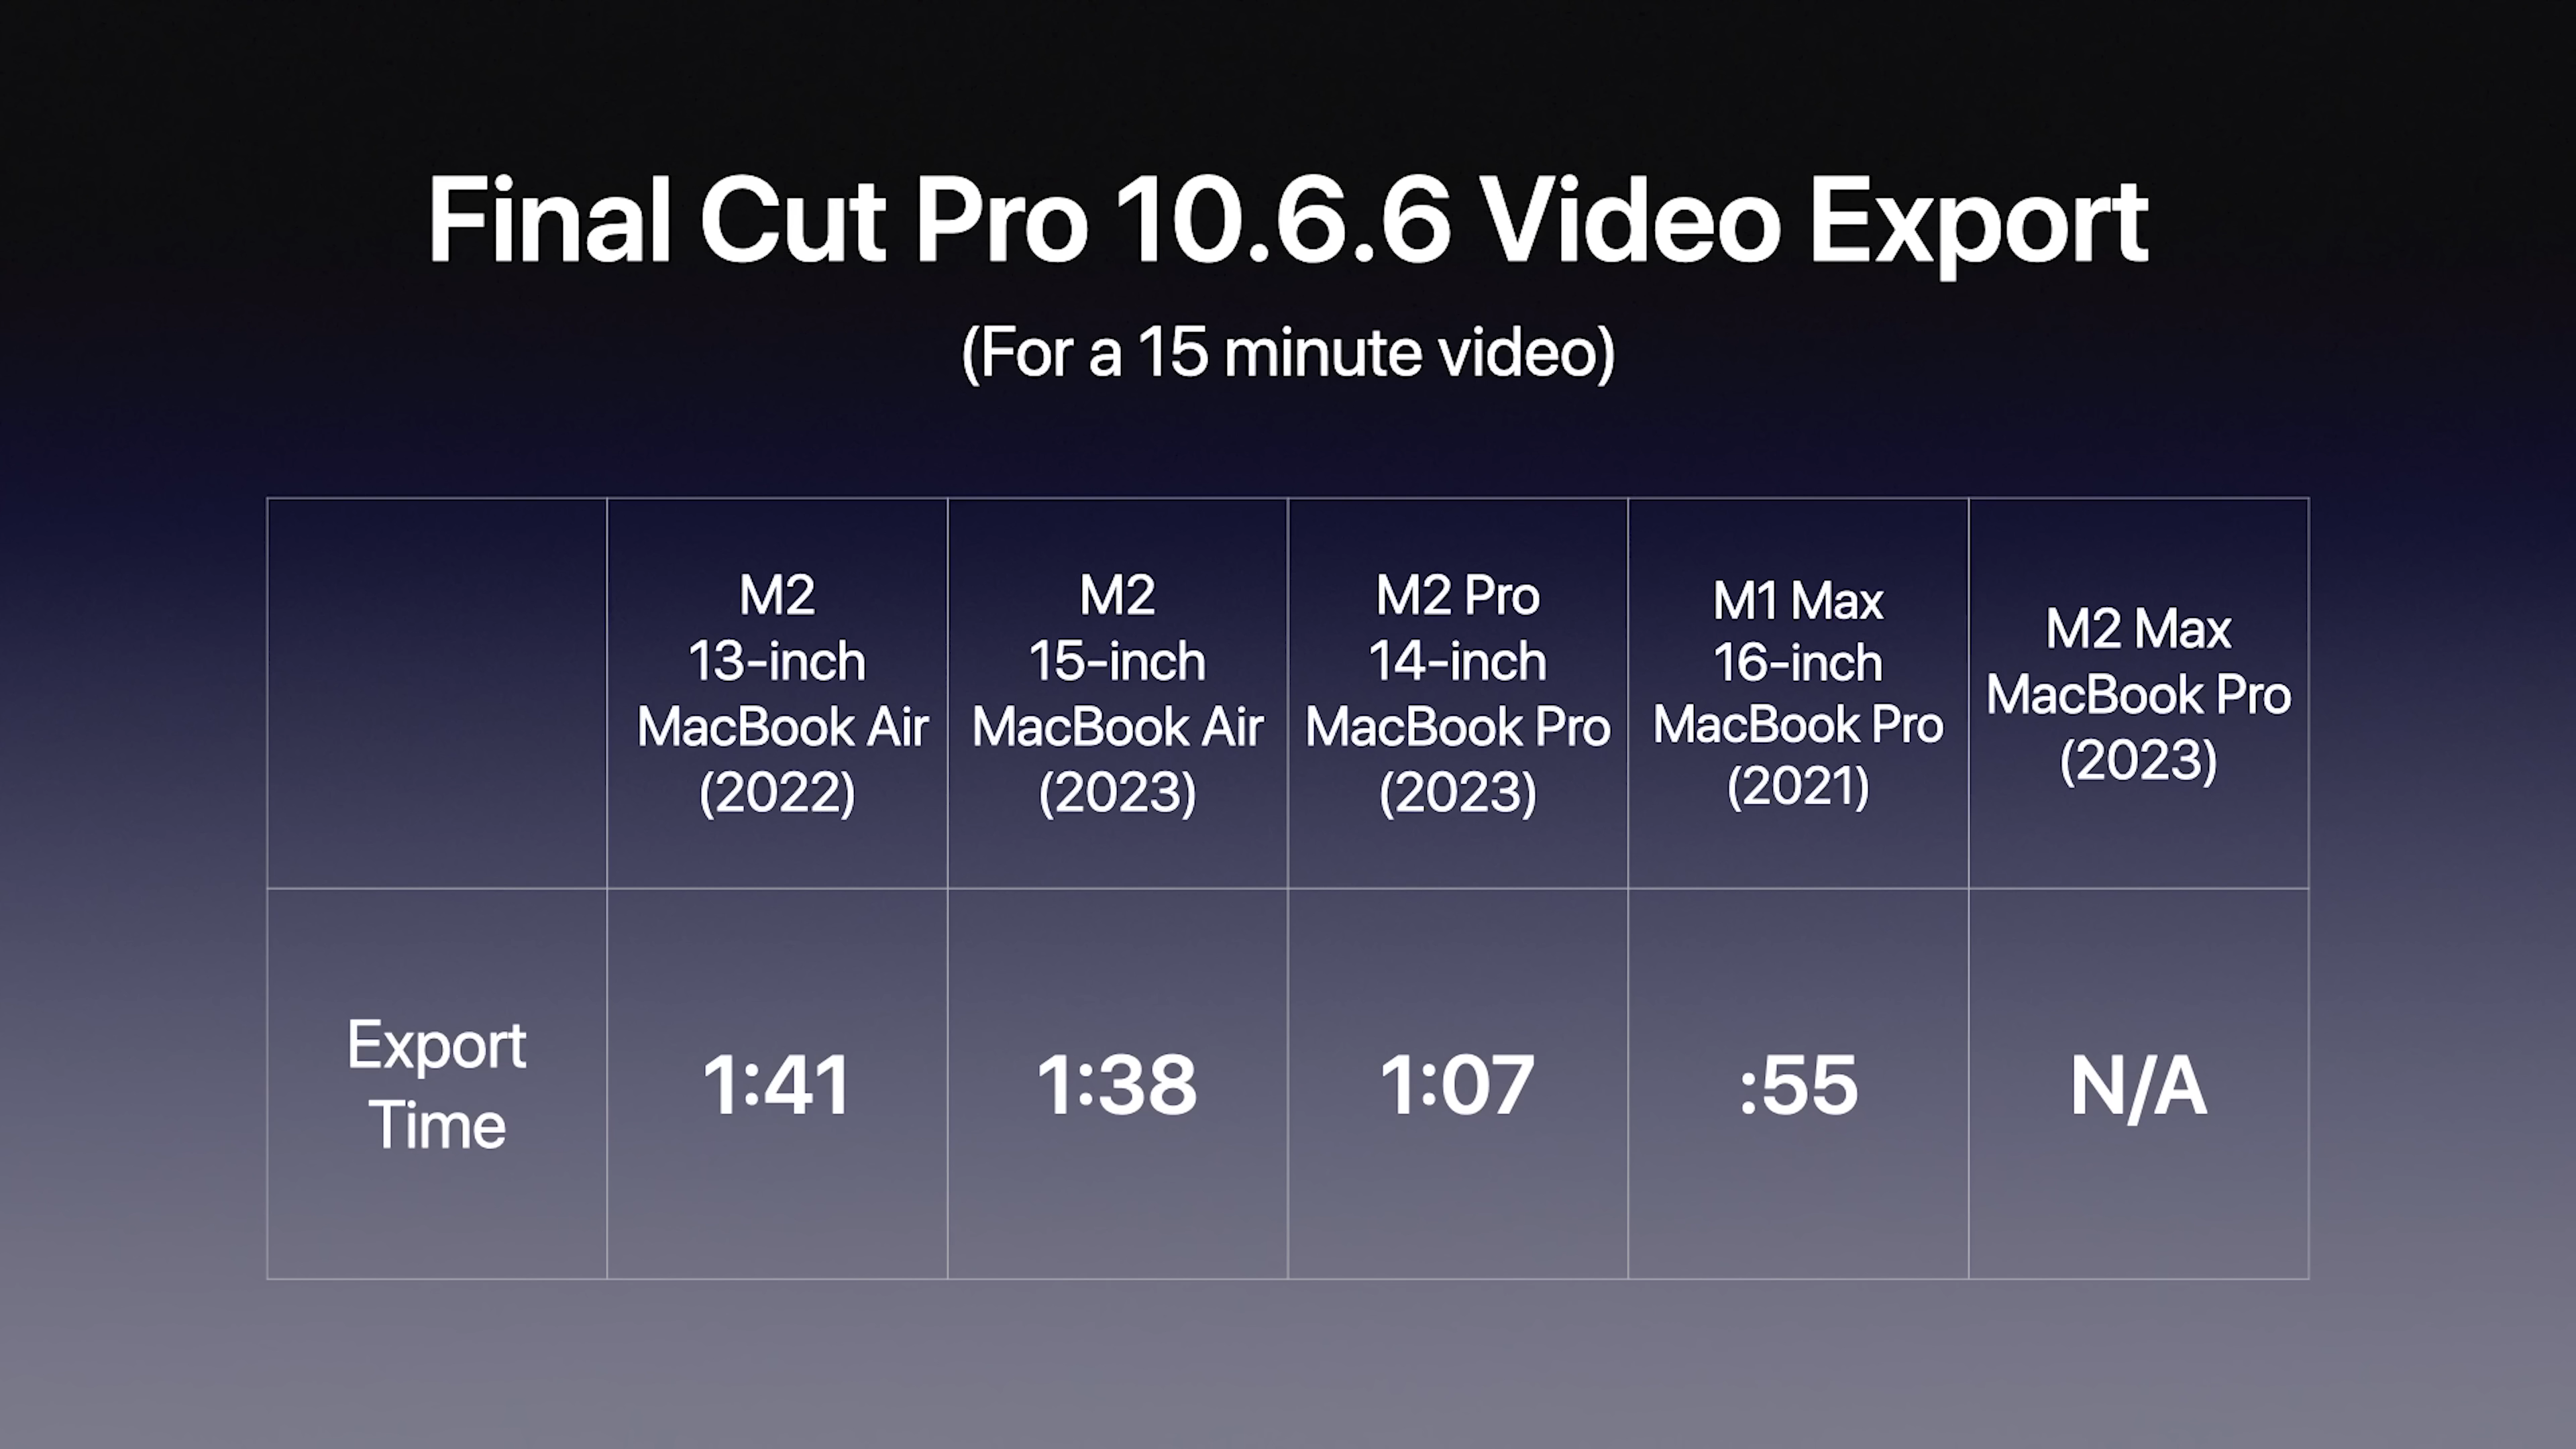 Final Cut Pro 10.6.6 Video Export
(For a 15 minute video)
M2
13-inch
MacBook Air
(2022)
M2
15-inch
MacBook Air
(2023)
M2 Pro
14-inch
MacBook Pro
(2023)
M1 Max
16-inch
MacBook Pro
(2021)
M2 Max
MacBook Pro
(2023)
Export
Time
1:41
1:38
1:07
:55
N/A